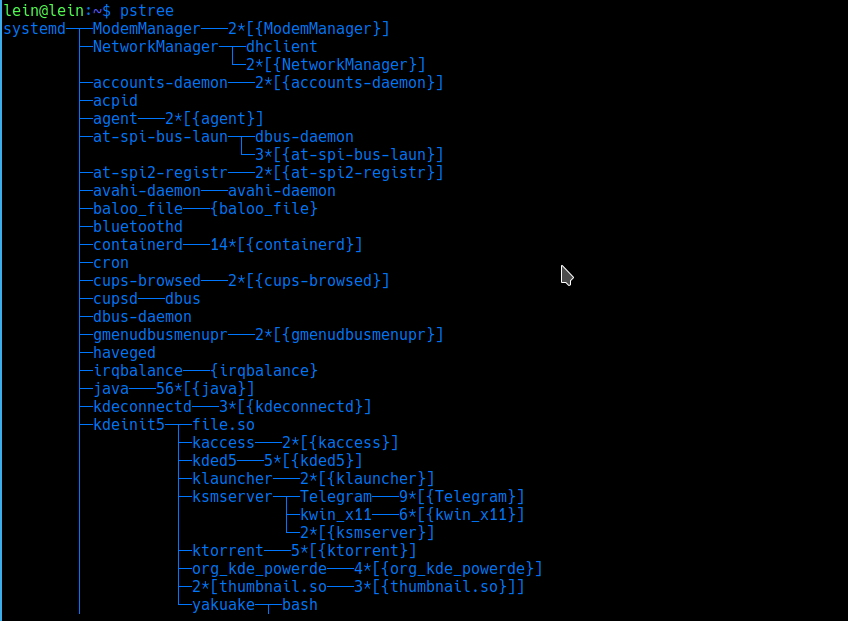 lein@lein:~$ pstree
systemd─┬─ModemManager───2*[{ModemManager}]
        ├─NetworkManager─┬─dhclient
        │                └─2*[{NetworkManager}]
        ├─accounts-daemon───2*[{accounts-daemon}]
        ├─acpid
        ├─agent───2*[{agent}]
        ├─at-spi-bus-laun─┬─dbus-daemon
        │                 └─3*[{at-spi-bus-laun}]
        ├─at-spi2-registr───2*[{at-spi2-registr}]
        ├─avahi-daemon───avahi-daemon
        ├─baloo_file───{baloo_file}
        ├─bluetoothd
        ├─containerd───14*[{containerd}]
        ├─cron
        ├─cups-browsed───2*[{cups-browsed}]
        ├─cupsd───dbus
        ├─dbus-daemon
        ├─gmenudbusmenupr───2*[{gmenudbusmenupr}]
        ├─haveged
        ├─irqbalance───{irqbalance}
        ├─java───56*[{java}]
        ├─kdeconnectd───3*[{kdeconnectd}]
        ├─kdeinit5─┬─file.so
        │          ├─kaccess───2*[{kaccess}]
        │          ├─kded5───5*[{kded5}]
        │          ├─klauncher───2*[{klauncher}]
        │          ├─ksmserver─┬─Telegram───9*[{Telegram}]
        │          │           ├─kwin_x11───6*[{kwin_x11}]
        │          │           └─2*[{ksmserver}]
        │          ├─ktorrent───5*[{ktorrent}]
        │          ├─org_kde_powerde───4*[{org_kde_powerde}]
        │          ├─2*[thumbnail.so───3*[{thumbnail.so}]]
        │          └─yakuake─┬─bash